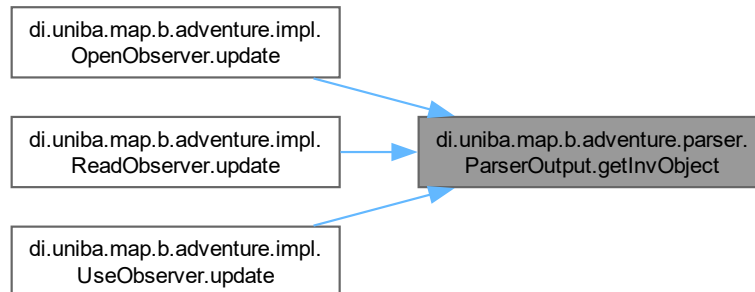 di.uniba.map.b.adventure.impl.
OpenObserver.update
di.uniba.map.b.adventure.impl.
ReadObserver.update
di.uniba.map.b.adventure.parser.
ParserOutput.getInvObject
di.uniba.map.b.adventure.impl.
UseObserver.update